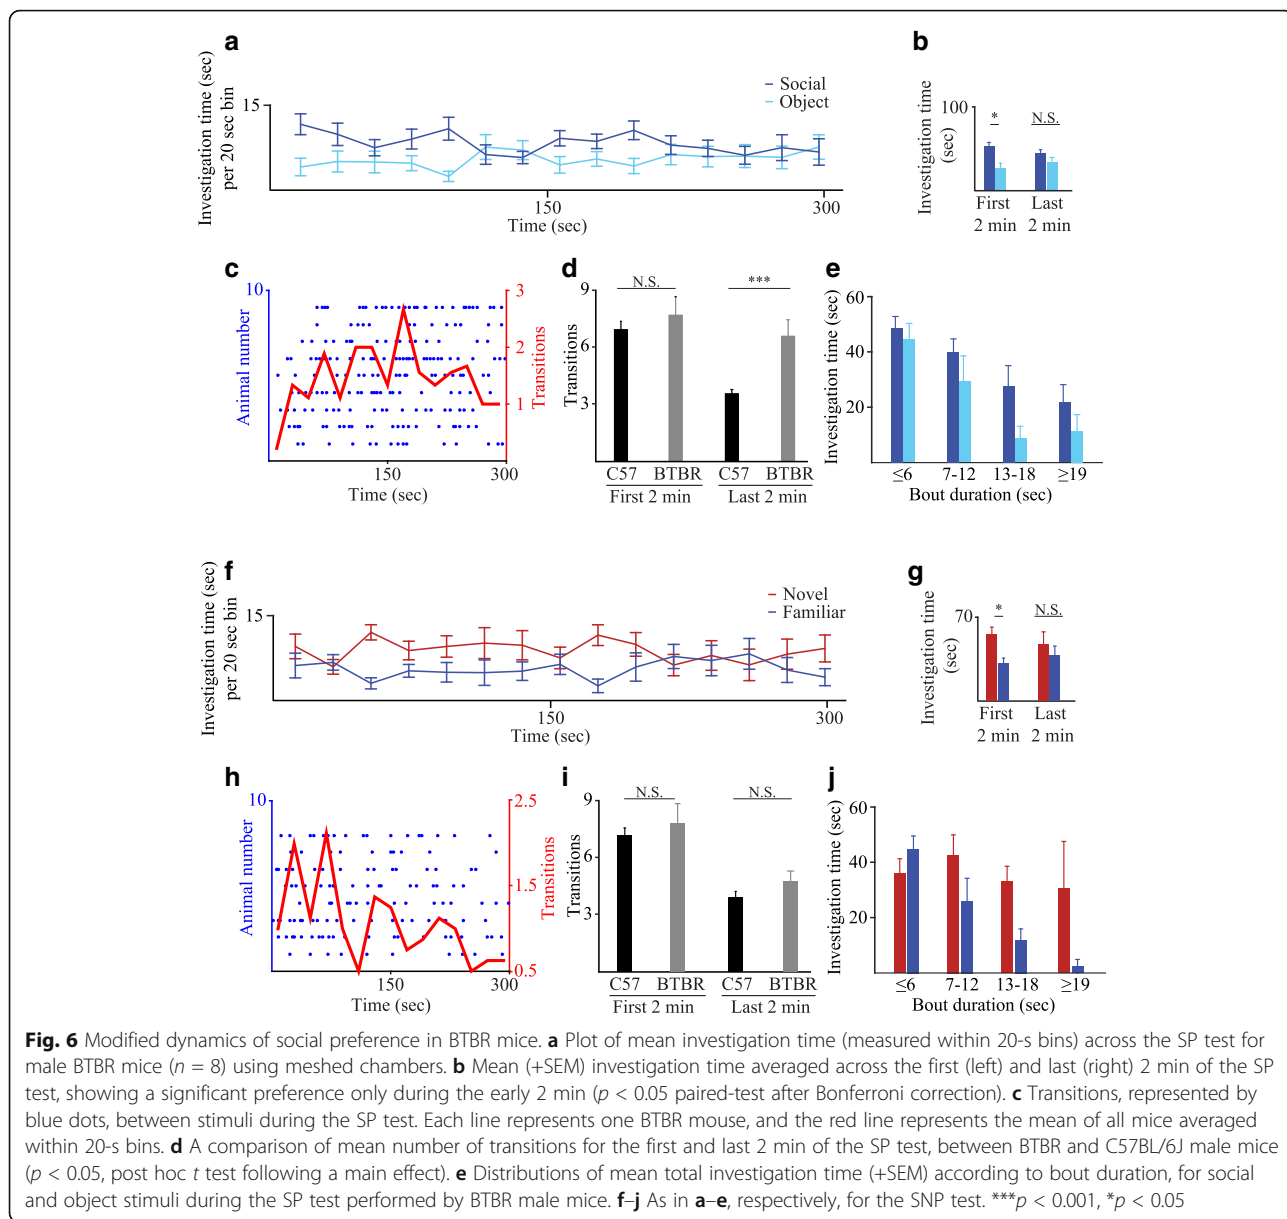 a
Investigation time (sec)
per 20 sec bin
15
Social
Object
150
300
Time (sec)
b
Investigation time
(sec)
100
*
N.S.
First
2 min
Last
2 min
c
Animal number
10
3
2
1
Transitions
150
300
Time (sec)
d
Transitions
9
6
3
N.S.
***
C57 BTBR C57 BTBR
First 2 min Last 2 min
e
Investigation time (sec)
60
40
20
≤6 7-12 13-18 ≥19
Bout duration (sec)
f
Investigation time (sec)
per 20 sec bin
15
Novel
Familiar
150
300
Time (sec)
g
Investigation time
(sec)
70
*
N.S.
First
2 min
Last
2 min
h
Animal number
10
2.5
2.0
1.5
1.0
0.5
Transitions
150
300
Time (sec)
i
Transitions
9
6
3
N.S.
N.S.
C57 BTBR C57 BTBR
First 2 min Last 2 min
j
Investigation time (sec)
60
40
20
≤6 7-12 13-18 ≥19
Bout duration (sec)
Fig. 6 Modified dynamics of social preference in BTBR mice. a Plot of mean investigation time (measured within 20-s bins) across the SP test for
male BTBR mice (n = 8) using meshed chambers. b Mean (+SEM) investigation time averaged across the first (left) and last (right) 2 min of the SP
test, showing a significant preference only during the early 2 min (p < 0.05 paired-test after Bonferroni correction). c Transitions, represented by
blue dots, between stimuli during the SP test. Each line represents one BTBR mouse, and the red line represents the mean of all mice averaged
within 20-s bins. d A comparison of mean number of transitions for the first and last 2 min of the SP test, between BTBR and C57BL/6J male mice
(p < 0.05, post hoc t test following a main effect). e Distributions of mean total investigation time (+SEM) according to bout duration, for social
and object stimuli during the SP test performed by BTBR male mice. f–j As in a–e, respectively, for the SNP test. ***p < 0.001, *p < 0.05